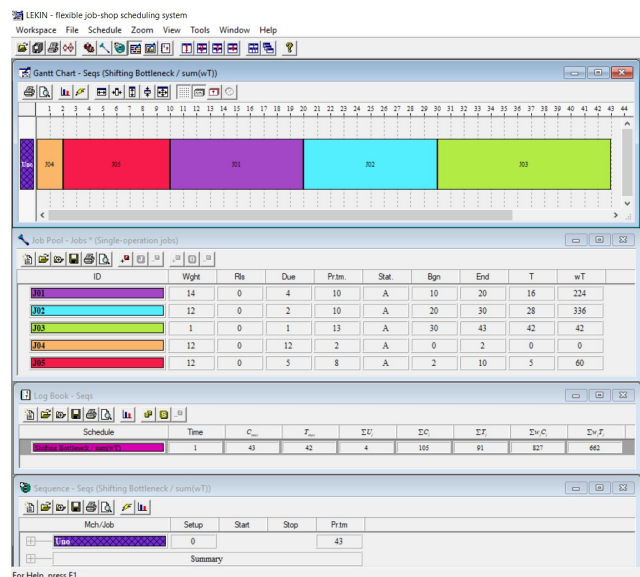 LEKIN - flexible job-shop scheduling system
Workspace File Schedule Zoom View Tools Window Help
Gantt Chart - Seqs (Shifting Bottleneck / sum(wT))
1 2 3 4 5 6 7 8 9 10 11 12 13 14 15 16 17 18 19 20 21 22 23 24 25 26 27 28 29 30 31 32 33 34 35 36 37 38 39 40 41 42 43 44
Uno J04 J05 J01 J02 J03
Job Pool - Jobs * (Single-operation jobs)
ID Wght Rls Due Pr.tm. Stat. Bgn End T wT
J01 14 0 4 10 A 10 20 16 224
J02 12 0 2 10 A 20 30 28 336
J03 1 0 1 13 A 30 43 42 42
J04 12 0 12 2 A 0 2 0 0
J05 12 0 5 8 A 2 10 5 60
Log Book - Seqs
Schedule Time Cmax Tmax ΣUj ΣCj ΣTj ΣwjCj ΣwjTj
Shifting Bottleneck / sum(wT) 1 43 42 4 105 91 827 662
Sequence - Seqs (Shifting Bottleneck / sum(wT))
Mch/Job Setup Start Stop Pr.tm
Uno 0 43
Summary
For Help, press F1